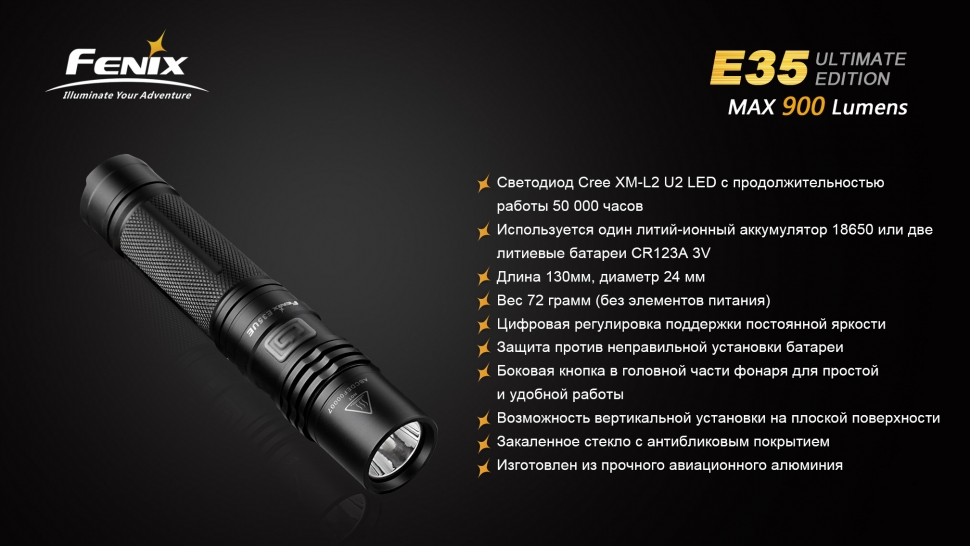 FENIX
Illuminate Your Adventure
E35 ULTIMATE
EDITION
MAX 900 Lumens
Светодиод Cree XM-L2 U2 LED с продолжительностью
работы 50 000 часов
Используется один литий-ионный аккумулятор 18650 или две
литиевые батареи CR123A 3V
Длина 130мм, диаметр 24 мм
Вес 72 грамм (без элементов питания)
Цифровая регулировка поддержки постоянной яркости
Защита против неправильной установки батареи
Боковая кнопка в головной части фонаря для простой
и удобной работы
Возможность вертикальной установки на плоской поверхности
Закаленное стекло с антибликовым покрытием
Изготовлен из прочного авиационного алюминия
Fenix E35UE
HOT